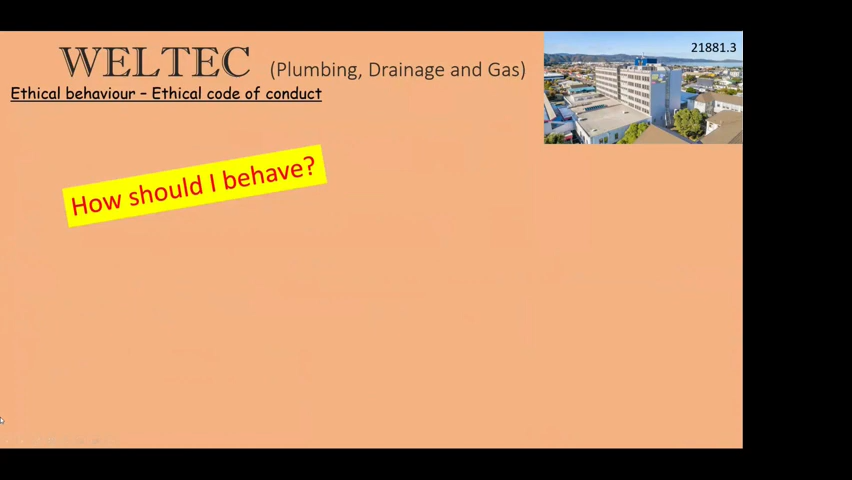 WELTEC (Plumbing, Drainage and Gas)
21881.3
Ethical behaviour – Ethical code of conduct
How should I behave?